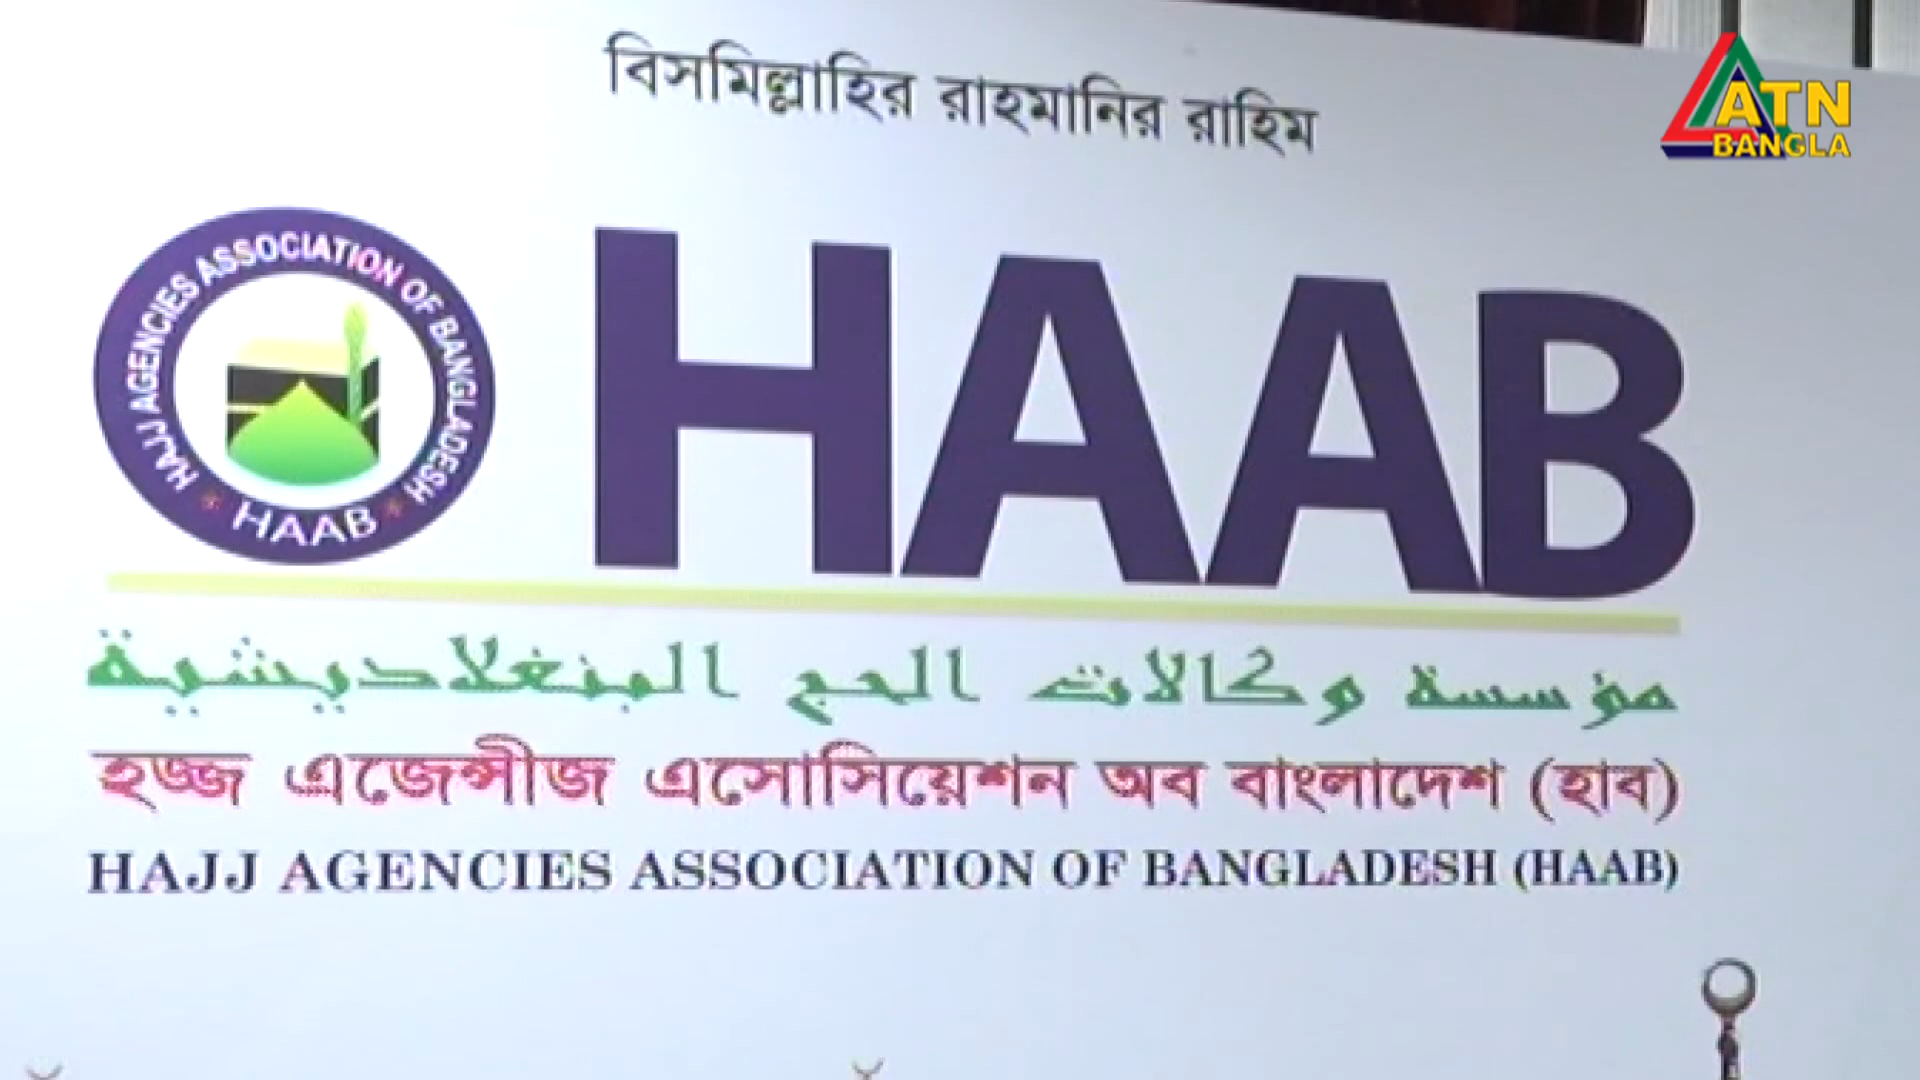 বিসমিল্লাহির রাহমানির রাহিম
ATN
BANGLA
HAJJ AGENCIES ASSOCIATION OF BANGLADESH
HAAB
HAAB
مؤسسة وكالات الحج البنغلاديشية
হজ্জ এজেন্সীজ এসোসিয়েশন অব বাংলাদেশ (হাব)
HAJJ AGENCIES ASSOCIATION OF BANGLADESH (HAAB)